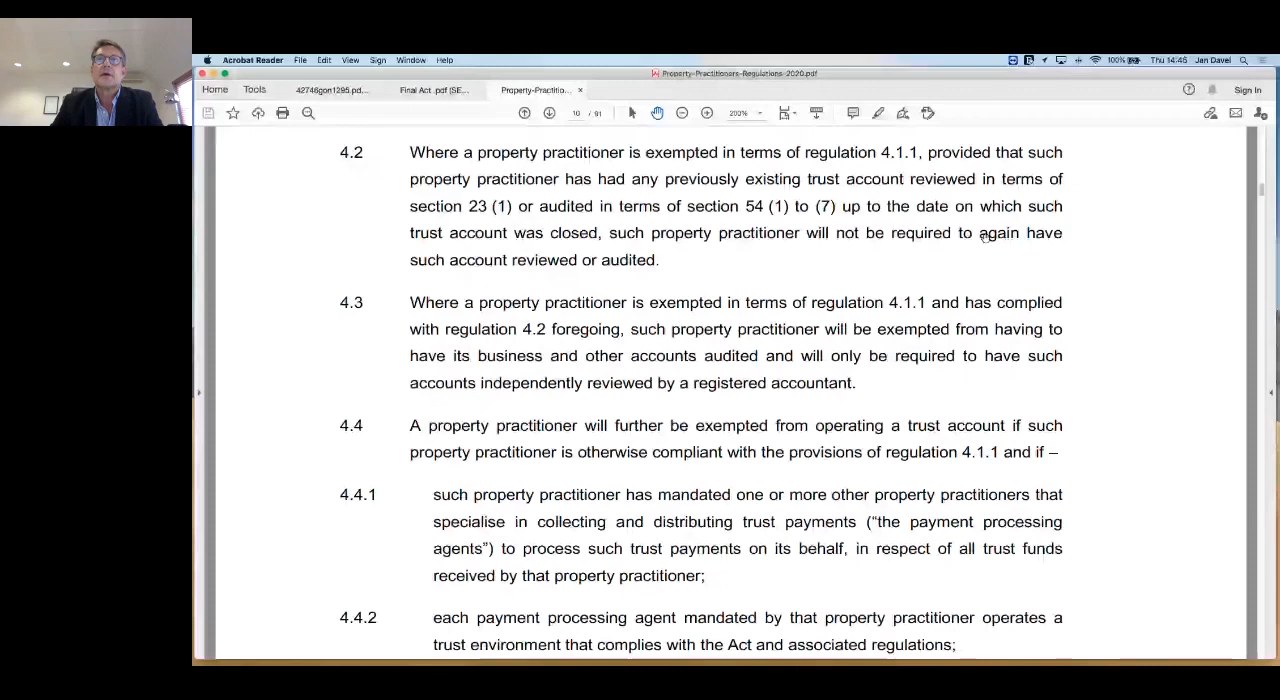 Acrobat Reader File Edit View Sign Window Help 100% Thu 14:45 Jan Davel
Property-Practitioners-Regulations-2020.pdf
Home Tools 42746gon1295.pd... Final Act .pdf (SE... Property-Practitio... × Sign In
16 / 91 200%
4.2 Where a property practitioner is exempted in terms of regulation 4.1.1, provided that such
property practitioner has had any previously existing trust account reviewed in terms of
section 23 (1) or audited in terms of section 54 (1) to (7) up to the date on which such
trust account was closed, such property practitioner will not be required to again have
such account reviewed or audited.
4.3 Where a property practitioner is exempted in terms of regulation 4.1.1 and has complied
with regulation 4.2 foregoing, such property practitioner will be exempted from having to
have its business and other accounts audited and will only be required to have such
accounts independently reviewed by a registered accountant.
4.4 A property practitioner will further be exempted from operating a trust account if such
property practitioner is otherwise compliant with the provisions of regulation 4.1.1 and if –
4.4.1 such property practitioner has mandated one or more other property practitioners that
specialise in collecting and distributing trust payments (“the payment processing
agents”) to process such trust payments on its behalf, in respect of all trust funds
received by that property practitioner;
4.4.2 each payment processing agent mandated by that property practitioner operates a
trust environment that complies with the Act and associated regulations;